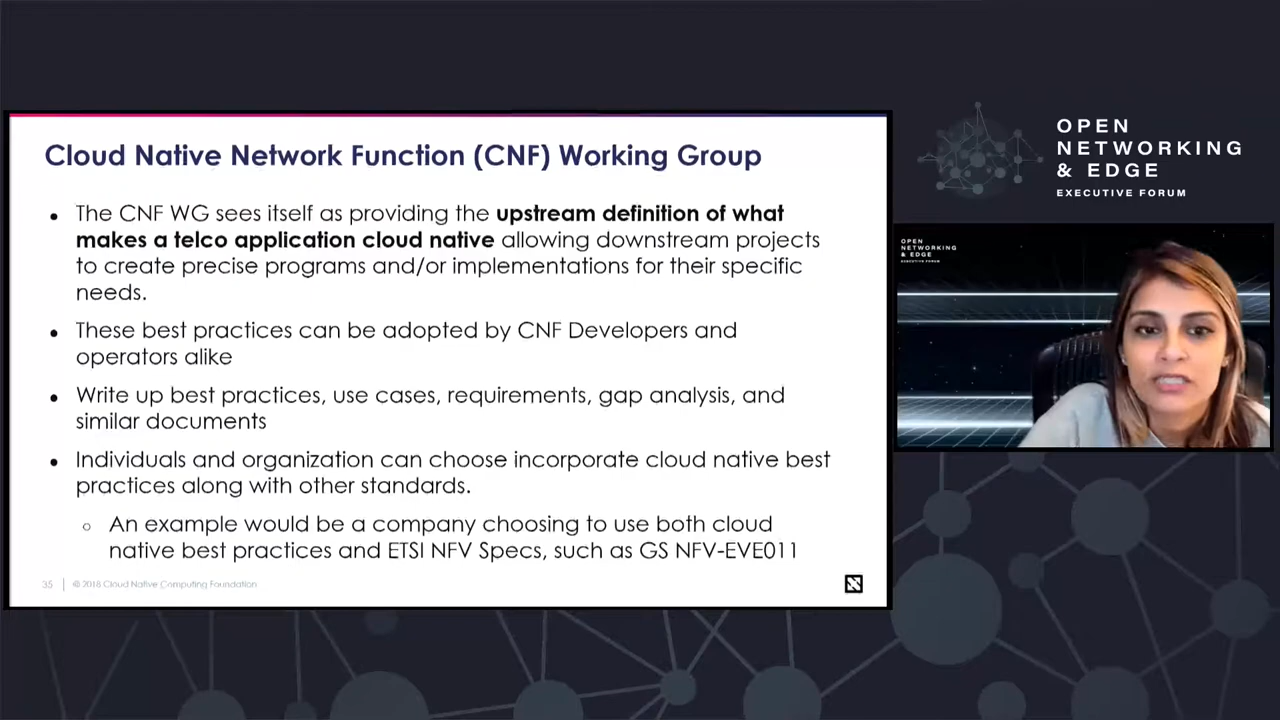 Cloud Native Network Function (CNF) Working Group
• The CNF WG sees itself as providing the upstream definition of what
makes a telco application cloud native allowing downstream projects
to create precise programs and/or implementations for their specific
needs.
• These best practices can be adopted by CNF Developers and
operators alike
• Write up best practices, use cases, requirements, gap analysis, and
similar documents
• Individuals and organization can choose incorporate cloud native best
practices along with other standards.
○ An example would be a company choosing to use both cloud
native best practices and ETSI NFV Specs, such as GS NFV-EVE011
35 | © 2018 Cloud Native Computing Foundation
OPEN
NETWORKING
& EDGE
EXECUTIVE FORUM
OPEN
NETWORKING
& EDGE
EXECUTIVE FORUM